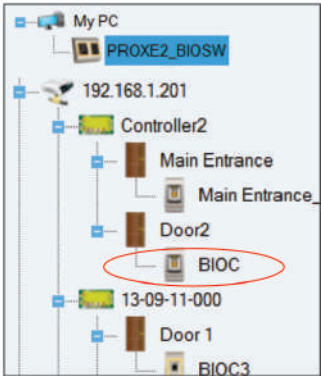 My PC
PROXE2_BIOSW
192.168.1.201
Controller2
Main Entrance
Main Entrance_
Door2
BIOC
13-09-11-000
Door 1
BIOC3